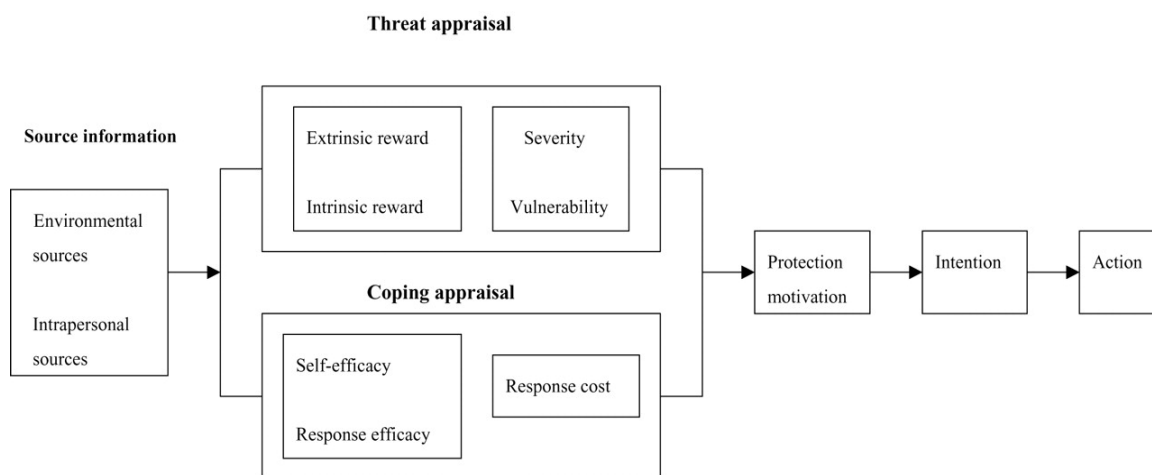 Threat appraisal
Source information
Environmental
sources
Intrapersonal
sources
Extrinsic reward
Intrinsic reward
Severity
Vulnerability
Coping appraisal
Self-efficacy
Response efficacy
Response cost
Protection
motivation
Intention
Action